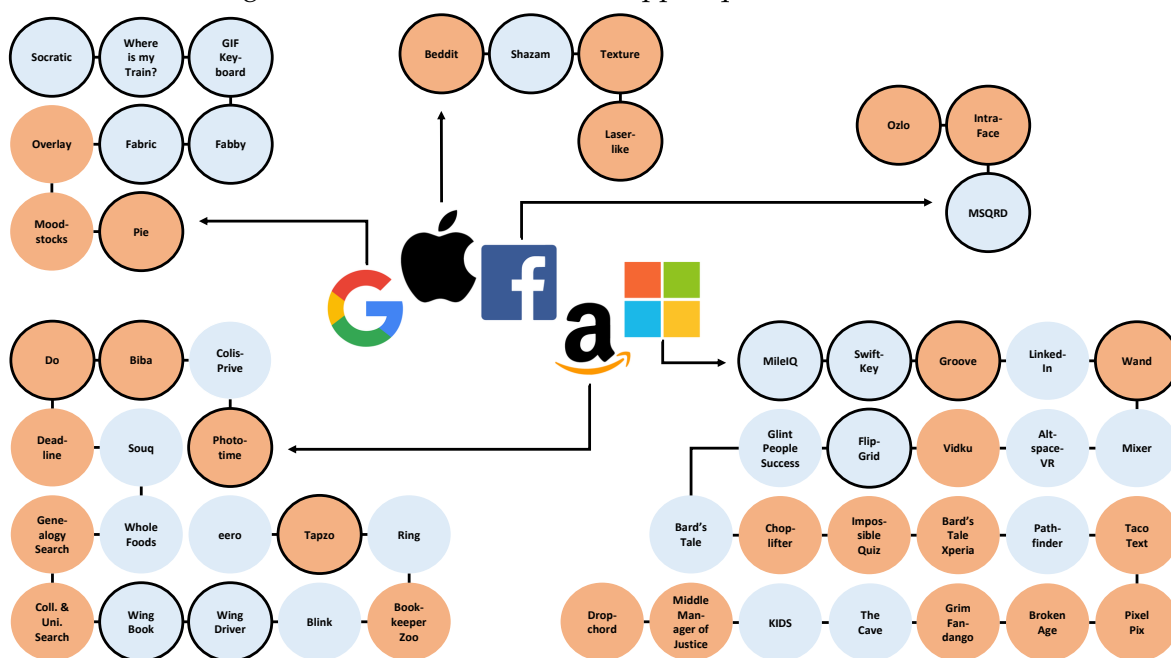 Socratic
Where
is my
Train?
GIF
Key-
board
Overlay
Fabric
Fabby
Mood-
stocks
Pie
Beddit
Shazam
Texture
Laser-
like
Ozlo
Intra-
Face
MSQRD
Do
Biba
Colis-
Prive
Dead-
line
Souq
Photo-
time
Gene-
alogy
Search
Whole
Foods
eero
Tapzo
Ring
Coll. &
Uni.
Search
Wing
Book
Wing
Driver
Blink
Book-
keeper
Zoo
MileIQ
Swift-
Key
Groove
Linked-
In
Wand
Glint
People
Success
Flip-
Grid
Vidku
Alt-
space-
VR
Mixer
Bard's
Tale
Chop-
lifter
Impos-
sible
Quiz
Bard's
Tale
Xperia
Path-
finder
Taco
Text
Drop-
chord
Middle
Man-
ager of
Justice
KIDS
The
Cave
Grim
Fan-
dango
Broken
Age
Pixel
Pix